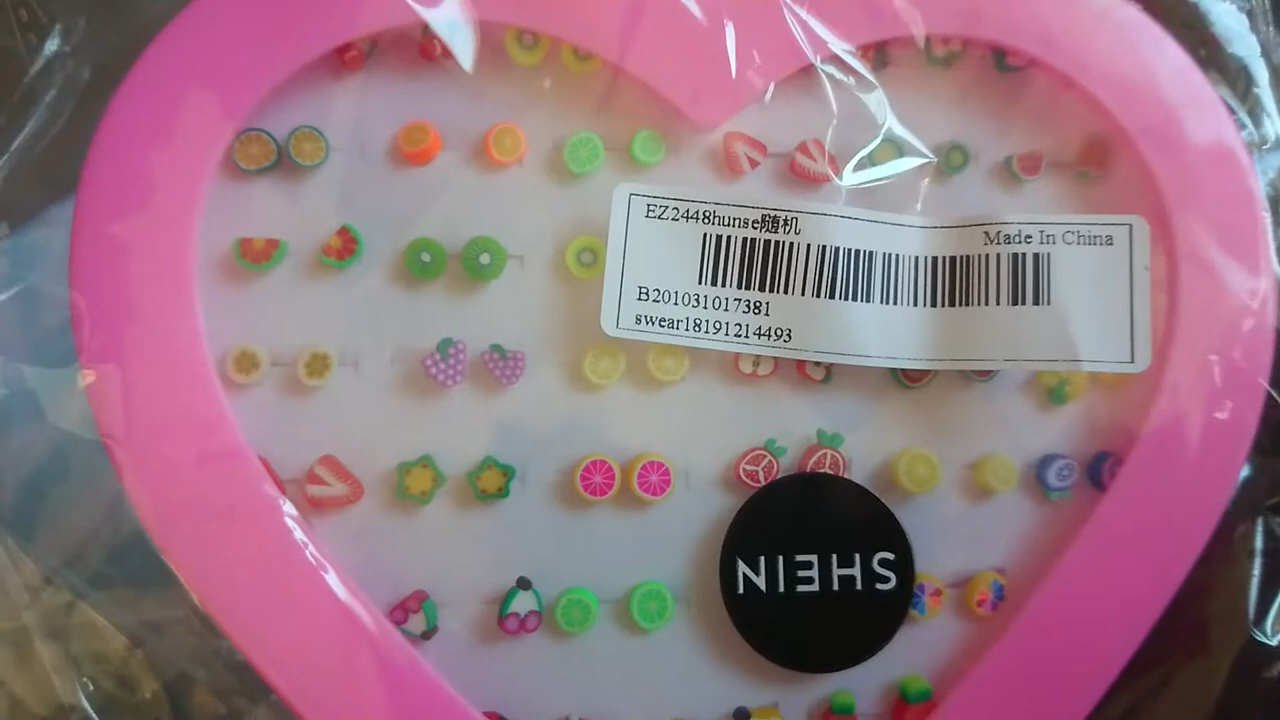 EZ2448hunse随机
Made In China
B201031017381
swear18191214493
SHEIN